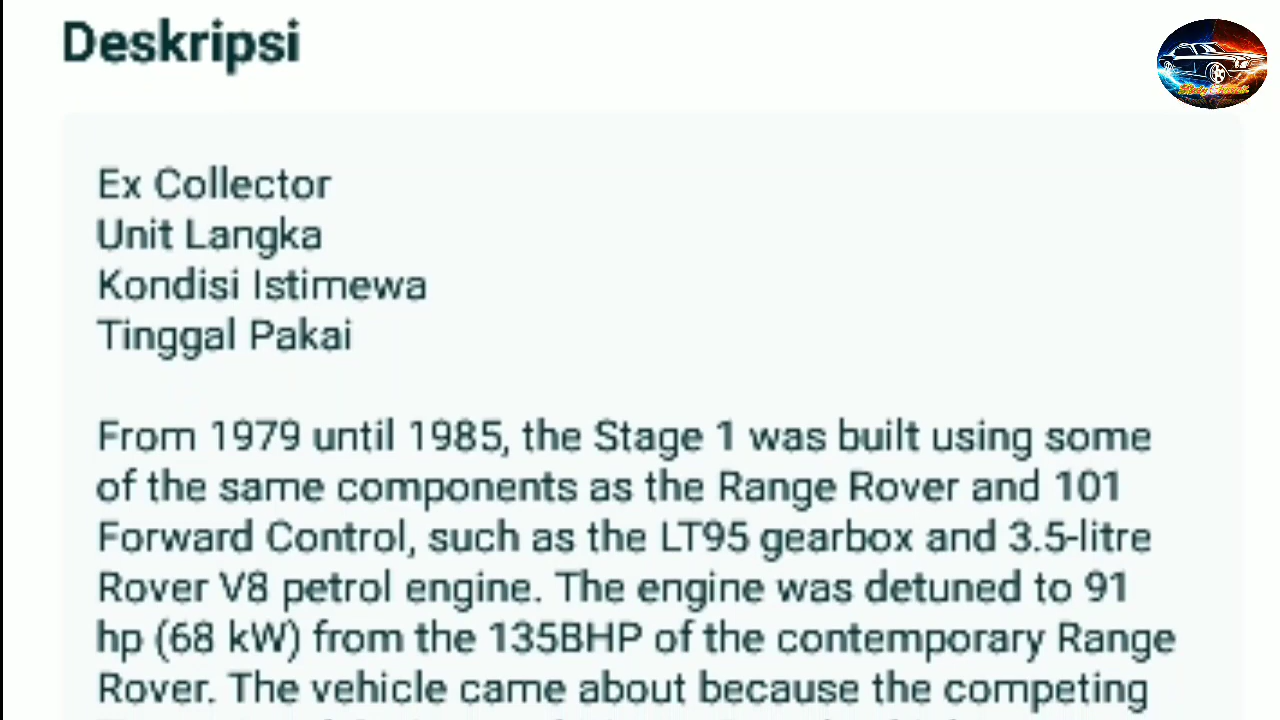 Deskripsi
Ex Collector
Unit Langka
Kondisi Istimewa
Tinggal Pakai
From 1979 until 1985, the Stage 1 was built using some
of the same components as the Range Rover and 101
Forward Control, such as the LT95 gearbox and 3.5-litre
Rover V8 petrol engine. The engine was detuned to 91
hp (68 kW) from the 135BHP of the contemporary Range
Rover. The vehicle came about because the competing